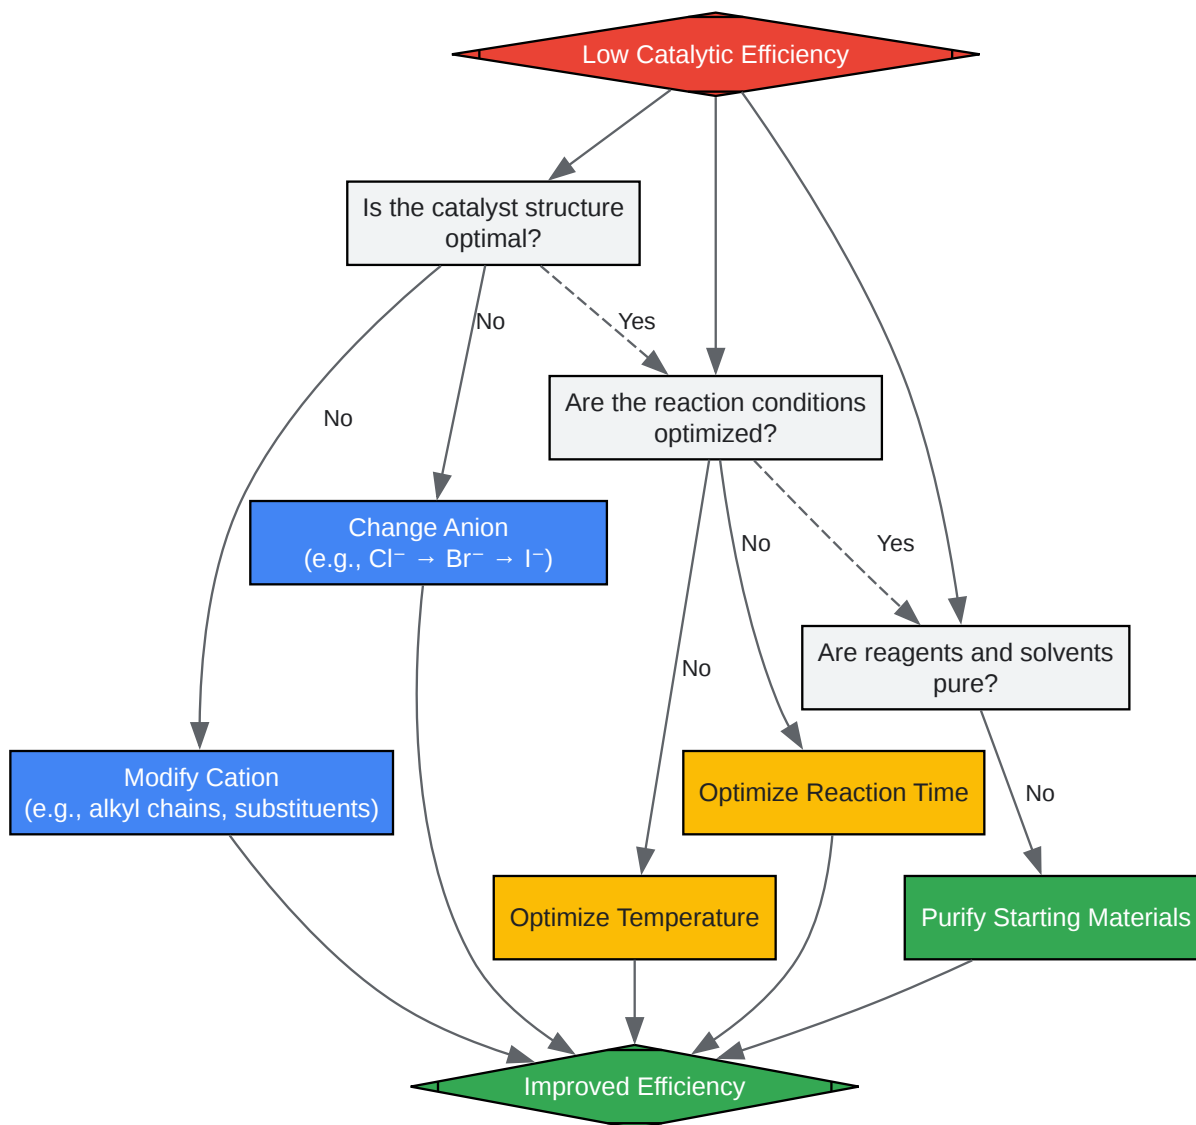 Low Catalytic Efficiency
Is the catalyst structure
optimal?
No
Yes
Are the reaction conditions
optimized?
No
Change Anion
(e.g., Cl⁻ → Br⁻ → I⁻)
No
Yes
Are reagents and solvents
pure?
No
Modify Cation
(e.g., alkyl chains, substituents)
Optimize Reaction Time
No
Optimize Temperature
Purify Starting Materials
Improved Efficiency